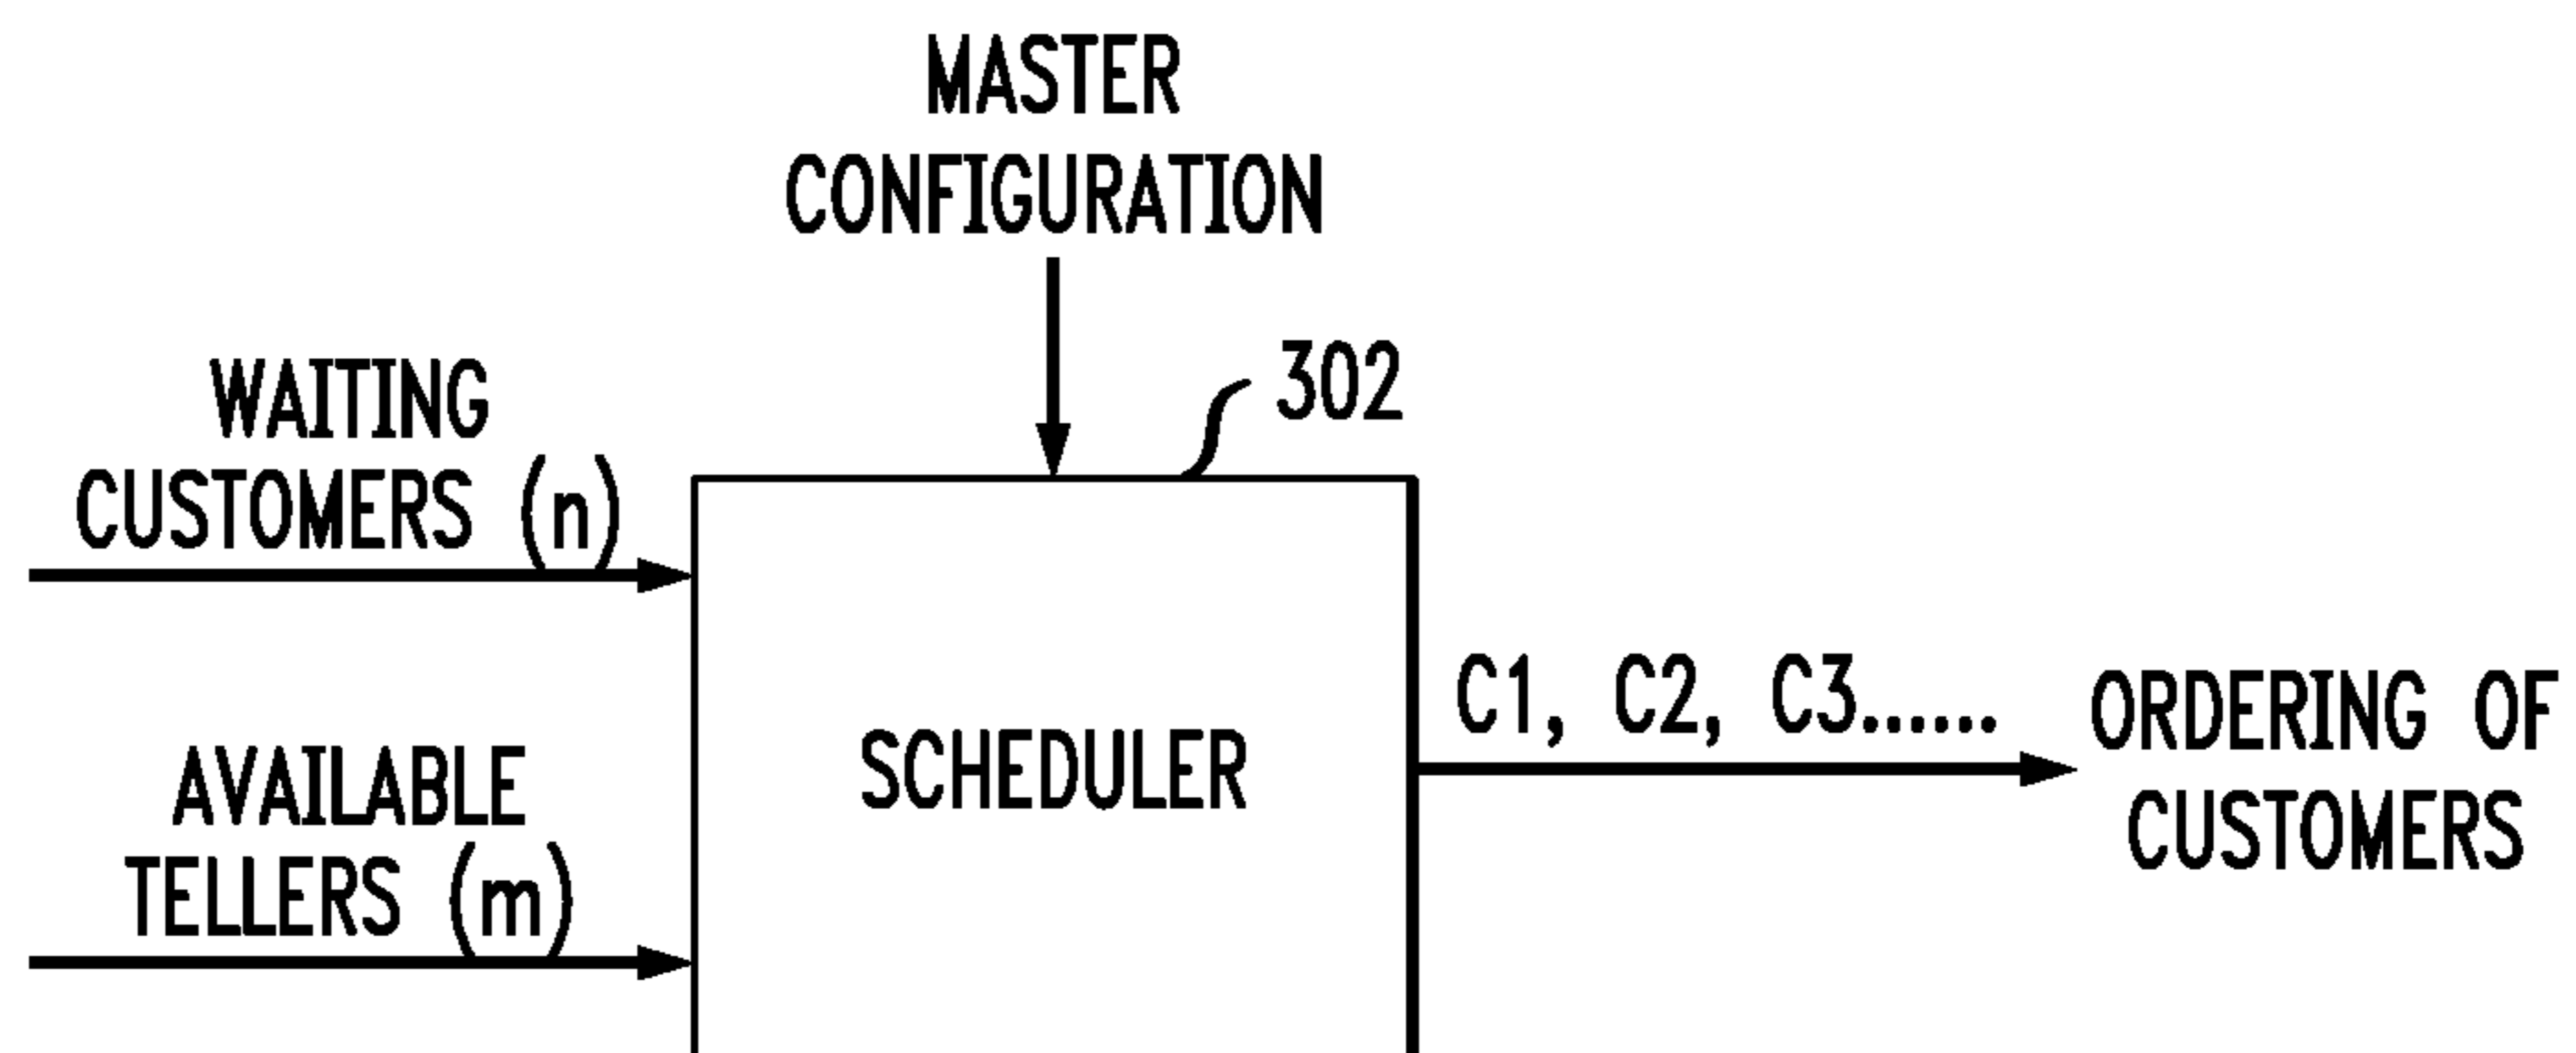 MASTER
CONFIGURATION
302
WAITING
CUSTOMERS (n)
AVAILABLE
TELLERS (m)
SCHEDULER
C1, C2, C3......
ORDERING OF
CUSTOMERS